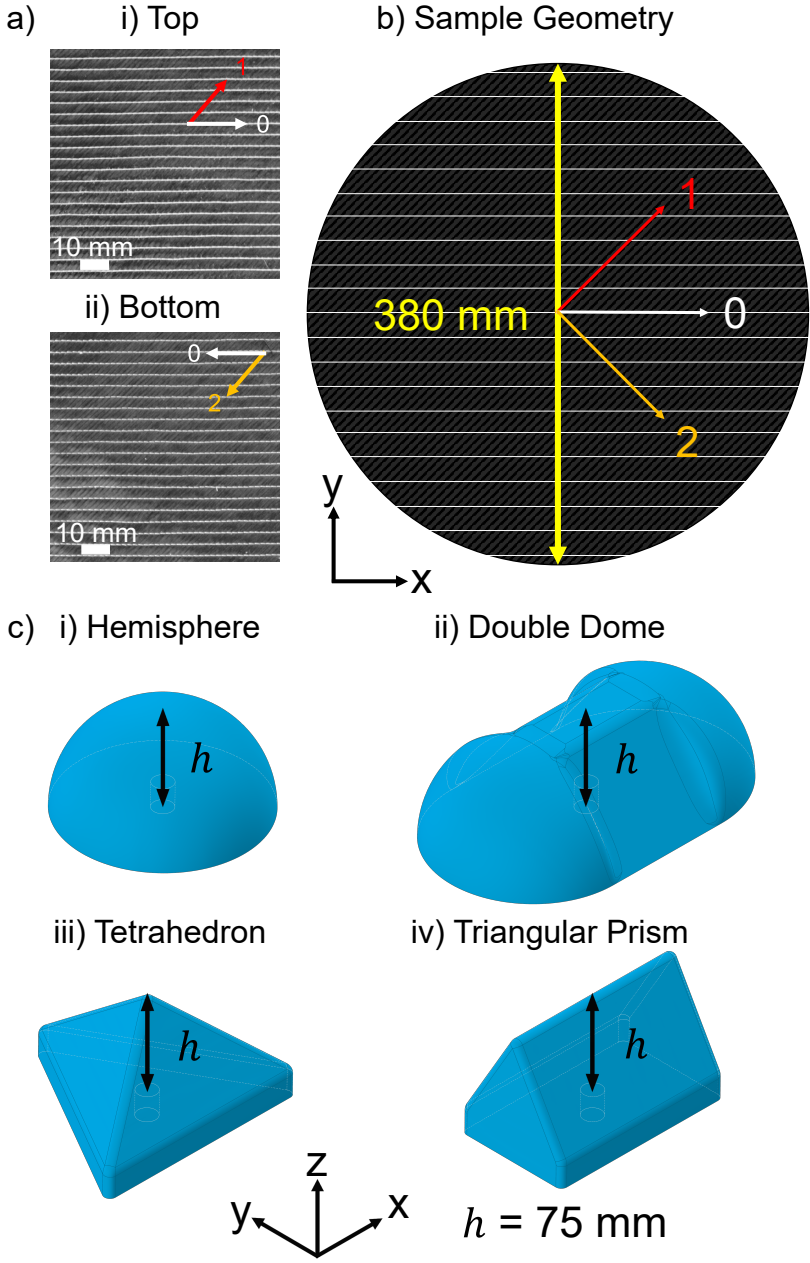 a) i) Top
1
0
10 mm
ii) Bottom
0
2
10 mm
b) Sample Geometry
1
380 mm
0
2
y
x
c) i) Hemisphere
h
ii) Double Dome
h
iii) Tetrahedron
h
iv) Triangular Prism
h
z
y
x
h = 75 mm